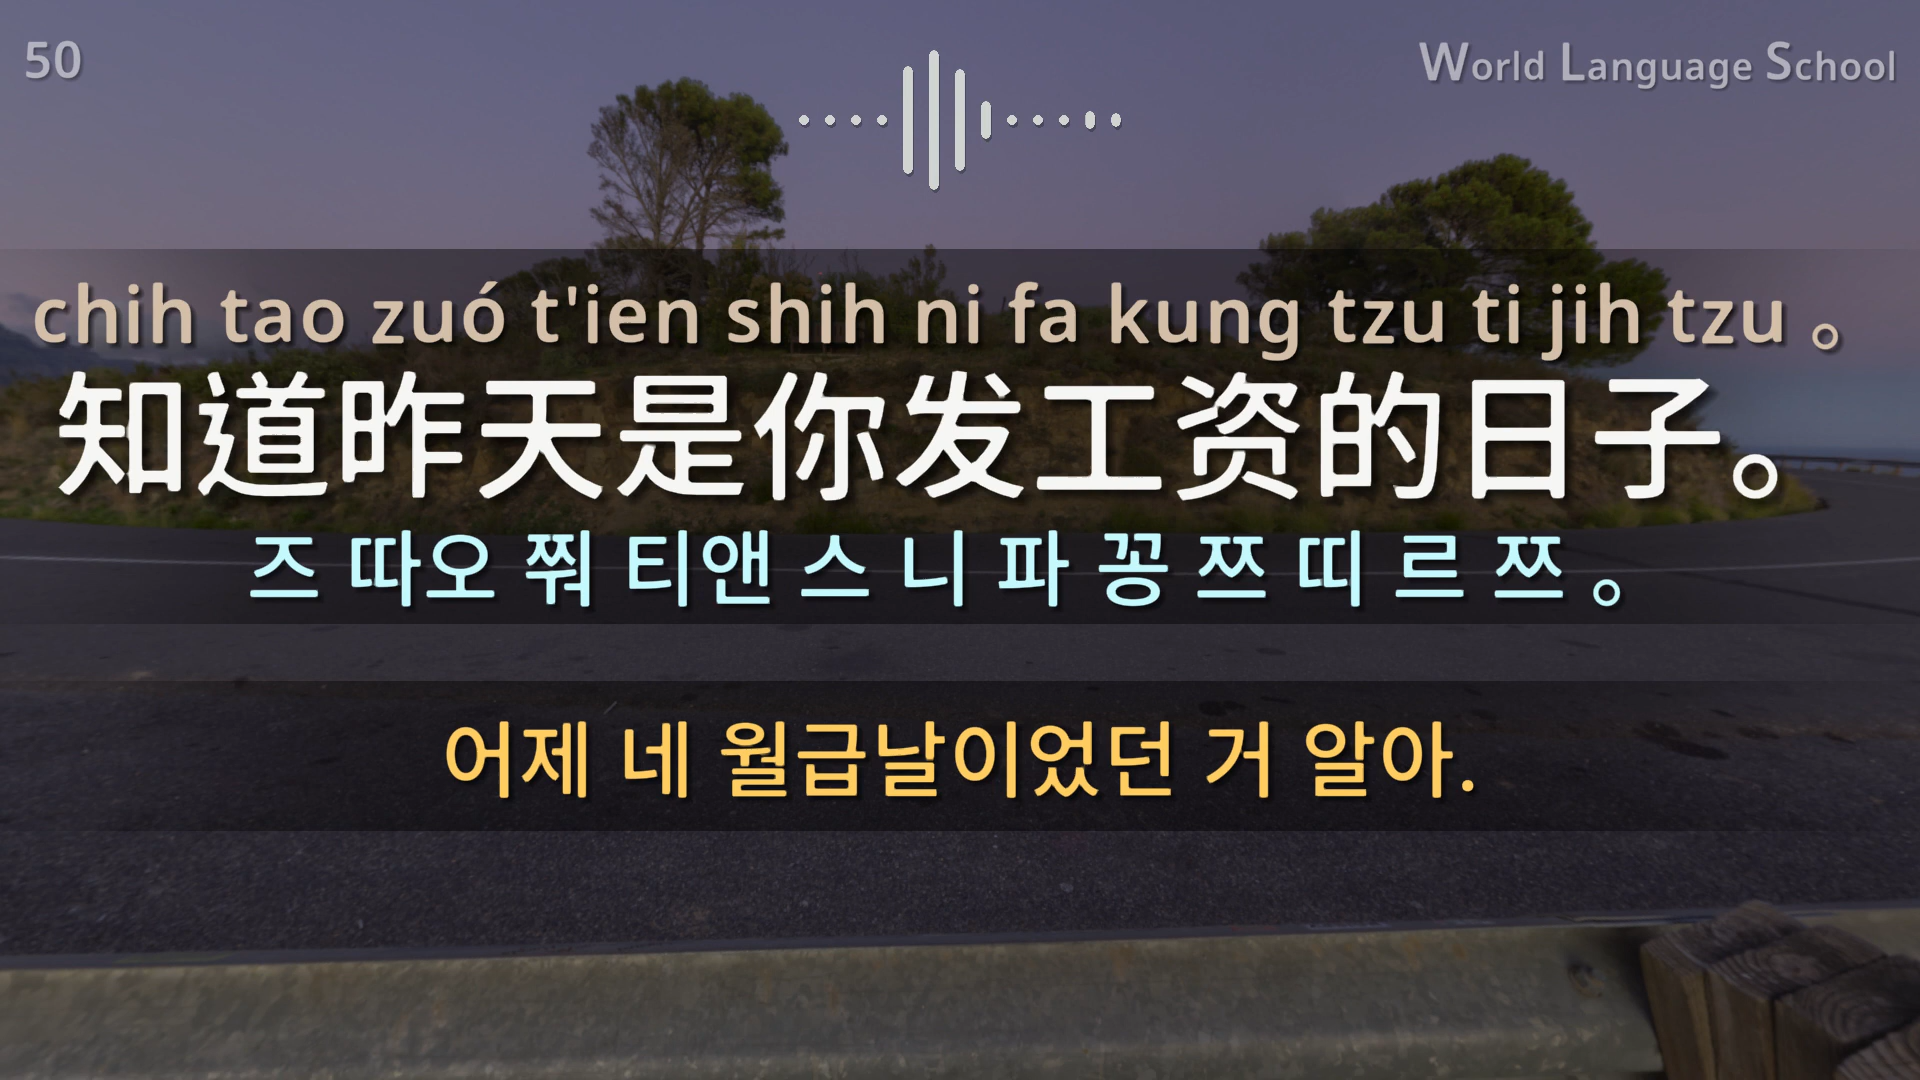 50
World Language School
chih tao zuó t'ien shih ni fa kung tzu ti jih tzu 。
知道昨天是你发工资的日子。
즈 따오 쭤 티앤 스 니 파 꽁 쯔 띠 르 쯔 。
어제 네 월급날이었던 거 알아.